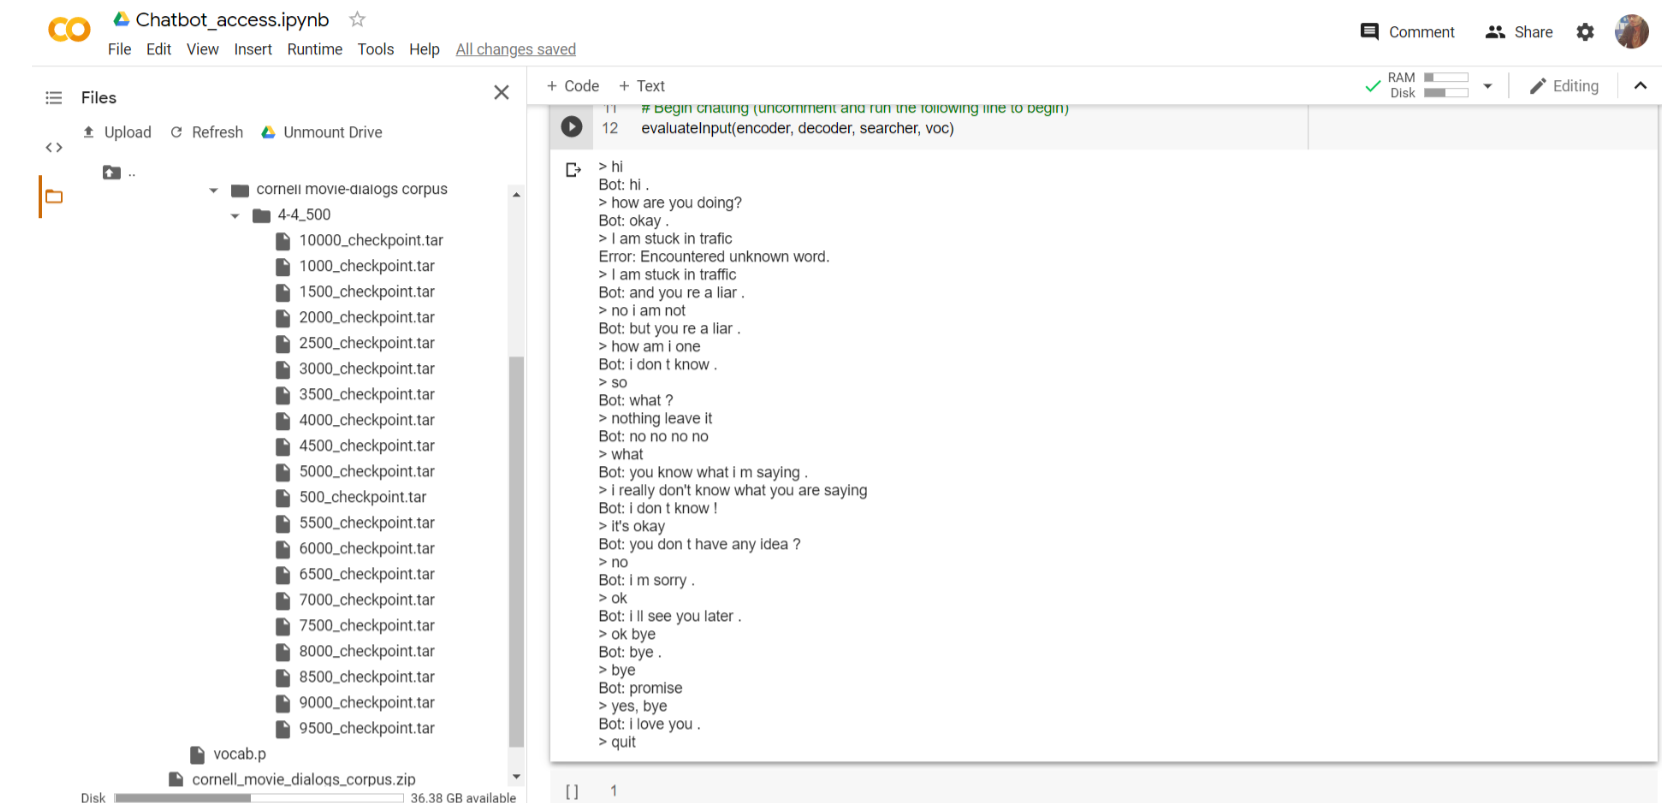 CO
Chatbot_access.ipynb
File Edit View Insert Runtime Tools Help All changes saved
Comment Share
Files
Upload Refresh Unmount Drive
..
cornell movie-dialogs corpus
4-4_500
10000_checkpoint.tar
1000_checkpoint.tar
1500_checkpoint.tar
2000_checkpoint.tar
2500_checkpoint.tar
3000_checkpoint.tar
3500_checkpoint.tar
4000_checkpoint.tar
4500_checkpoint.tar
5000_checkpoint.tar
500_checkpoint.tar
5500_checkpoint.tar
6000_checkpoint.tar
6500_checkpoint.tar
7000_checkpoint.tar
7500_checkpoint.tar
8000_checkpoint.tar
8500_checkpoint.tar
9000_checkpoint.tar
9500_checkpoint.tar
vocab.p
cornell_movie_dialogs_corpus.zip
Disk 36.38 GB available
+ Code + Text
RAM
Disk
Editing
11 # Begin chatting (uncomment and run the following line to begin)
12 evaluateInput(encoder, decoder, searcher, voc)
> hi
Bot: hi .
> how are you doing?
Bot: okay .
> I am stuck in trafic
Error: Encountered unknown word.
> I am stuck in traffic
Bot: and you re a liar .
> no i am not
Bot: but you re a liar .
> how am i one
Bot: i don t know .
> so
Bot: what ?
> nothing leave it
Bot: no no no no
> what
Bot: you know what i m saying .
> i really don't know what you are saying
Bot: i don t know !
> it's okay
Bot: you don t have any idea ?
> no
Bot: i m sorry .
> ok
Bot: i ll see you later .
> ok bye
Bot: bye .
> bye
Bot: promise
> yes, bye
Bot: i love you .
> quit
[ ] 1